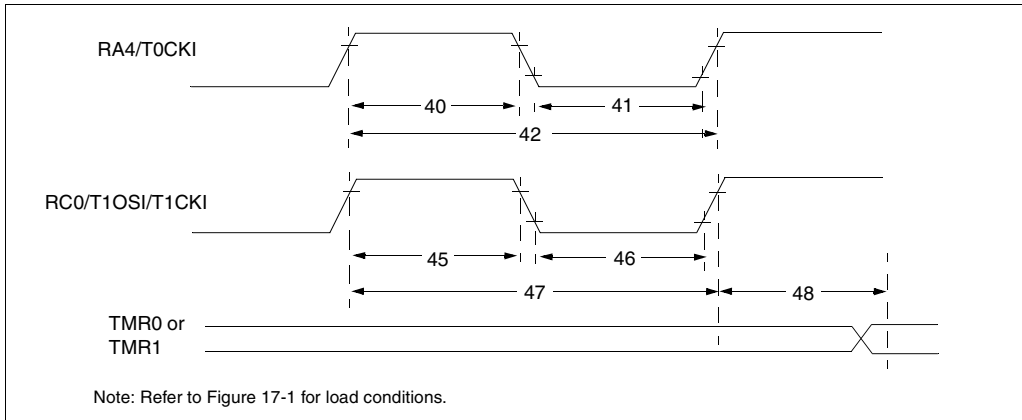 RA4/T0CKI
40
41
42
RC0/T1OSI/T1CKI
45
46
47
48
TMR0 or
TMR1
Note: Refer to Figure 17-1 for load conditions.